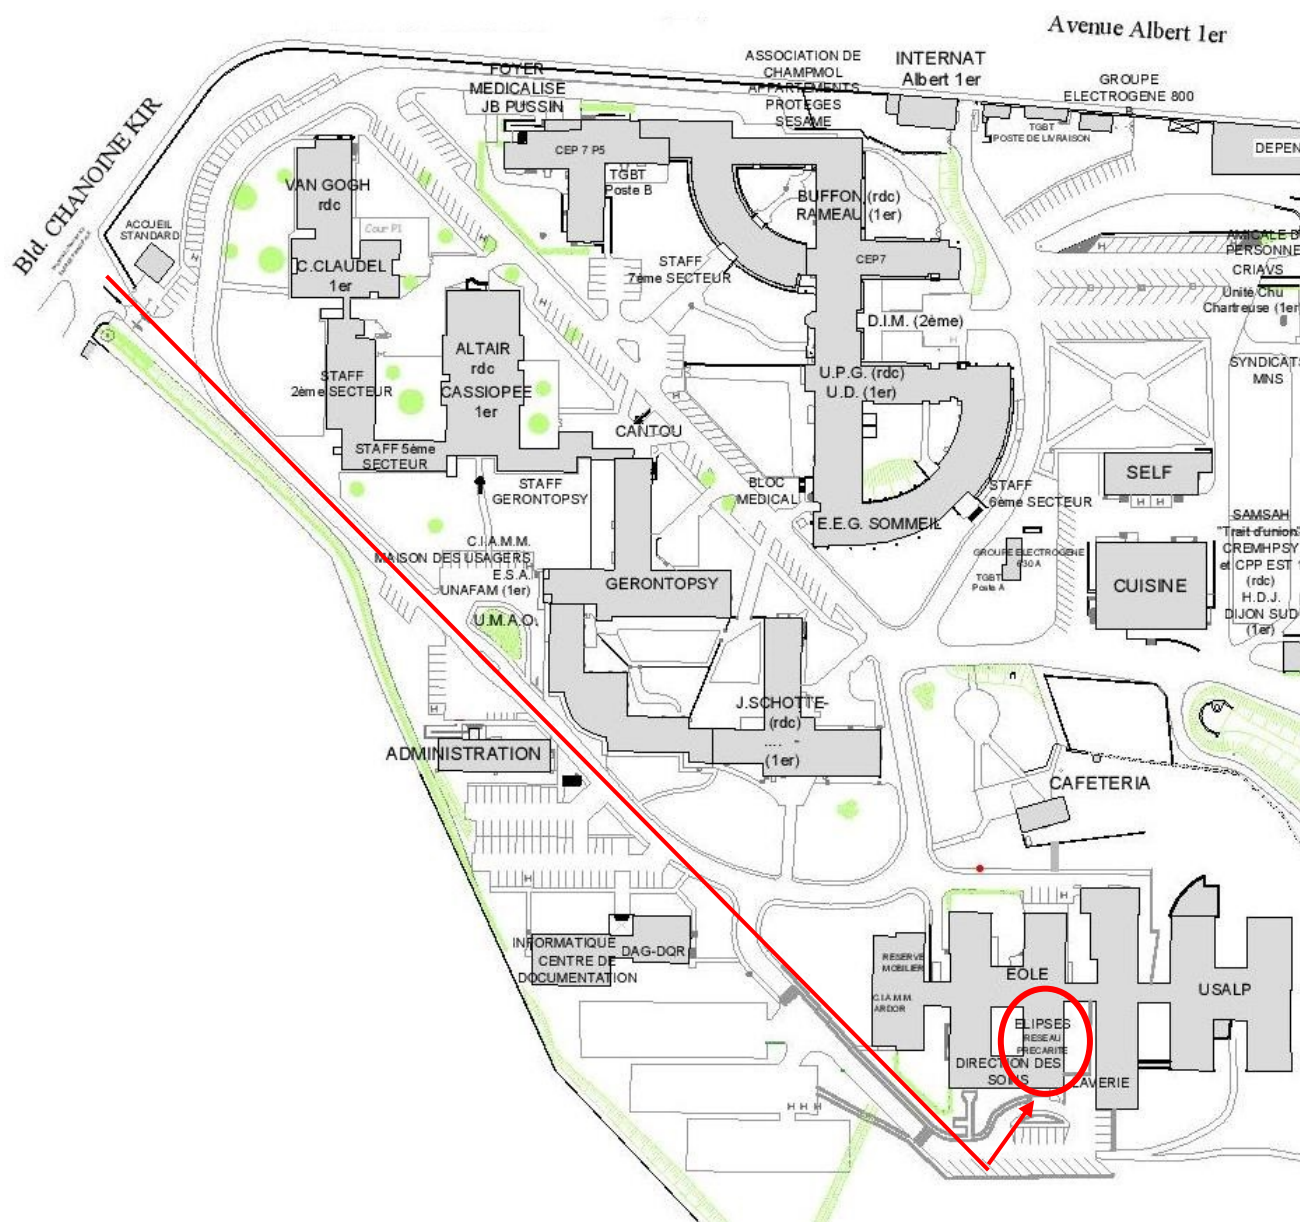 Avenue Albert 1er
Bld. CHANOINE KIR
ACCUEIL
STANDARD
FOYER
MEDICALISE
JB PUSSIN
ASSOCIATION DE
CHAMPMOL
APPARTEMENTS
PROTEGES
SESAME
INTERNAT
Albert 1er
GROUPE
ELECTROGENE 800
TGBT
POSTE DE LIVRAISON
DEPEN
CEP 7 P5
TGBT
Poste B
VAN GOGH
rdc
Cour P1
C.CLAUDEL
1er
BUFFON (rdc)
RAMEAU (1er)
CEP7
STAFF
7ème SECTEUR
AMICALE D
PERSONNE
CRIAVS
Unité Chu
Chartreuse (1er
D.I.M. (2ème)
ALTAIR
rdc
CASSIOPEE
1er
STAFF
2ème SECTEUR
U.P.G. (rdc)
U.D. (1er)
SYNDICATS
MNS
CANTOU
STAFF 5ème
SECTEUR
STAFF
GERONTOPSY
BLOC
MEDICAL
STAFF
6ème SECTEUR
SELF
H H
E.E.G. SOMMEIL
SAMSAH
"Trait d'union"
CREMHPSY
et CPP EST 1
(rdc)
H.D.J.
DIJON SUD
(1er)
C.I.A.M.M.
MAISON DES USAGERS
E.S.A.
UNAFAM (1er)
U.M.A.O.
GROUPE ELECTROGENE
630 A
TGBT
Poste A
GERONTOPSY
CUISINE
J.SCHOTTE
(rdc)
(1er)
ADMINISTRATION
CAFETERIA
INFORMATIQUE
CENTRE DE
DOCUMENTATION
DAG-DQR
RESERVE
MOBILIER
C.I.A.M.M.
ARDOR
EOLE
USALP
ELIPSES
RESEAU
PRECARITE
DIRECTION DES
SOINS
LAVERIE
H H H